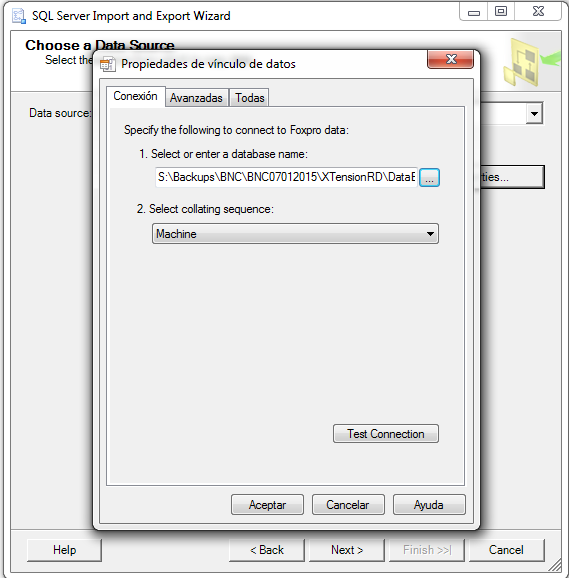 SQL Server Import and Export Wizard
Choose a Data Source
Select the
Propiedades de vínculo de datos
Conexión Avanzadas Todas
Data source:
Specify the following to connect to Foxpro data:
1. Select or enter a database name:
S:\Backups\BNC\BNC07012015\XTensionRD\DataB
...
ties...
2. Select collating sequence:
Machine
Test Connection
Aceptar Cancelar Ayuda
Help < Back Next > Finish >>| Cancel